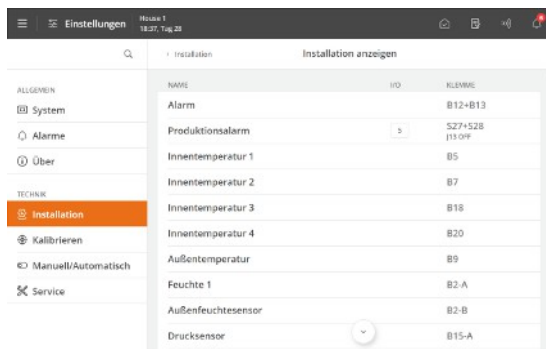 Einstellungen
House 1
18:37, Tag 28
Installation
Installation anzeigen
ALLGEMEIN
System
Alarme
Über
TECHNIK
Installation
Kalibrieren
Manuell/Automatisch
Service
NAME I/O KLEMME
Alarm B12+B13
Produktionsalarm 5 S27+S28
J13 OFF
Innentemperatur 1 B5
Innentemperatur 2 B7
Innentemperatur 3 B18
Innentemperatur 4 B20
Außentemperatur B9
Feuchte 1 B2-A
Außenfeuchtesensor B2-B
Drucksensor B15-A